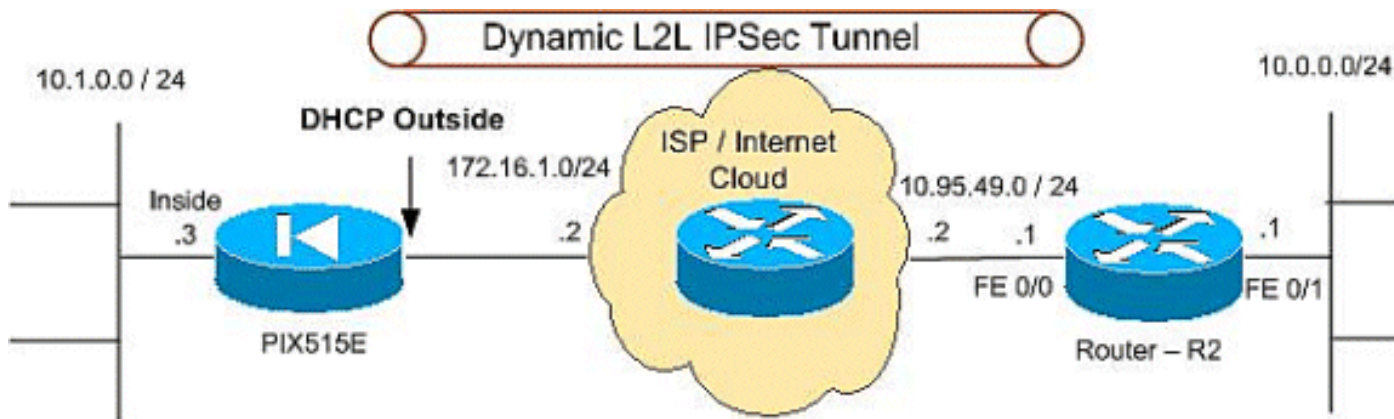 Dynamic L2L IPSec Tunnel
10.1.0.0 / 24
10.0.0.0/24
DHCP Outside
172.16.1.0/24
ISP / Internet
Cloud
10.95.49.0 / 24
Inside
.3
.2
.2
.1
.1
FE 0/0
FE 0/1
PIX515E
Router – R2